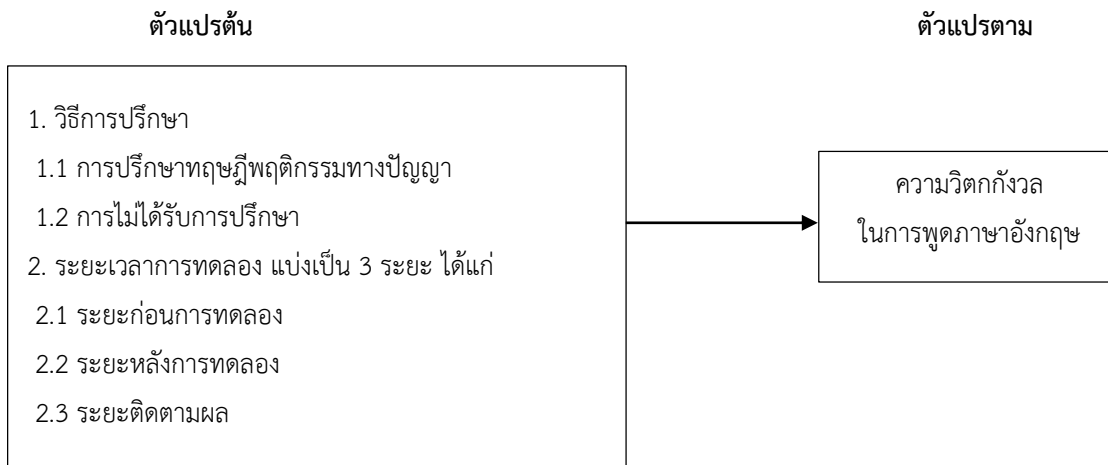 ตัวแปรต้น
ตัวแปรตาม
1. วิธีการปรึกษา
1.1 การปรึกษาทฤษฎีพฤติกรรมทางปัญญา
1.2 การไม่ได้รับการปรึกษา
2. ระยะเวลาการทดลอง แบ่งเป็น 3 ระยะ ได้แก่
2.1 ระยะก่อนการทดลอง
2.2 ระยะหลังการทดลอง
2.3 ระยะติดตามผล
ความวิตกกังวล
ในการพูดภาษาอังกฤษ